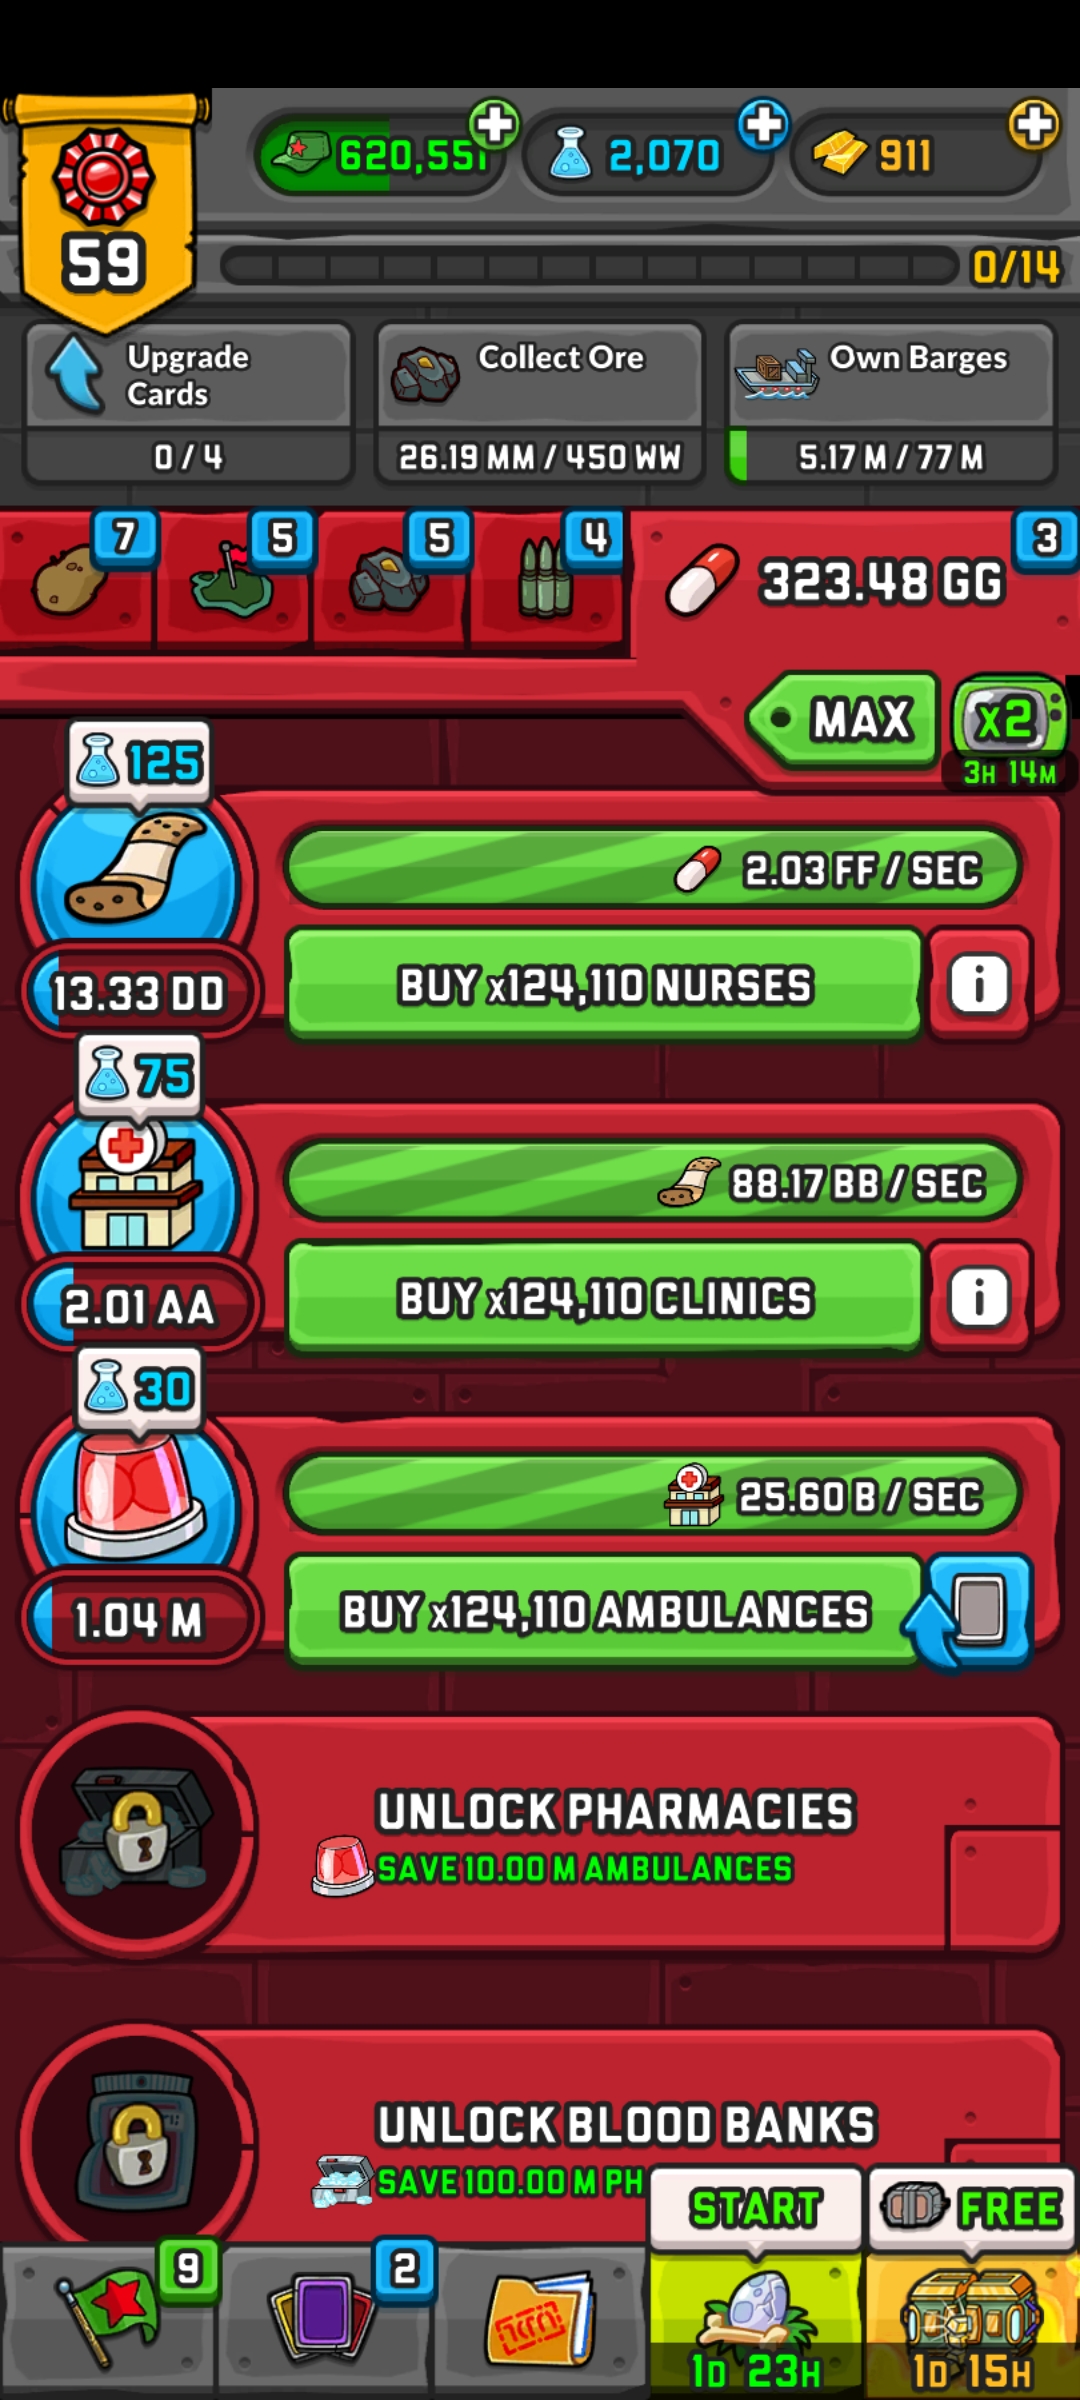 620,551
2,070
911
59
0/14
Upgrade
Cards
0 / 4
Collect Ore
26.19 MM / 450 WW
Own Barges
5.17 M / 77 M
7
5
5
4
3
323.48 GG
MAX
x2
3H 14M
125
2.03 FF / SEC
13.33 DD
BUY x124,110 NURSES
i
75
88.17 BB / SEC
2.01 AA
BUY x124,110 CLINICS
i
30
25.60 B / SEC
1.04 M
BUY x124,110 AMBULANCES
UNLOCK PHARMACIES
SAVE 10.00 M AMBULANCES
UNLOCK BLOOD BANKS
SAVE 100.00 M PH
START
FREE
9
2
1D 23H
1D 15H